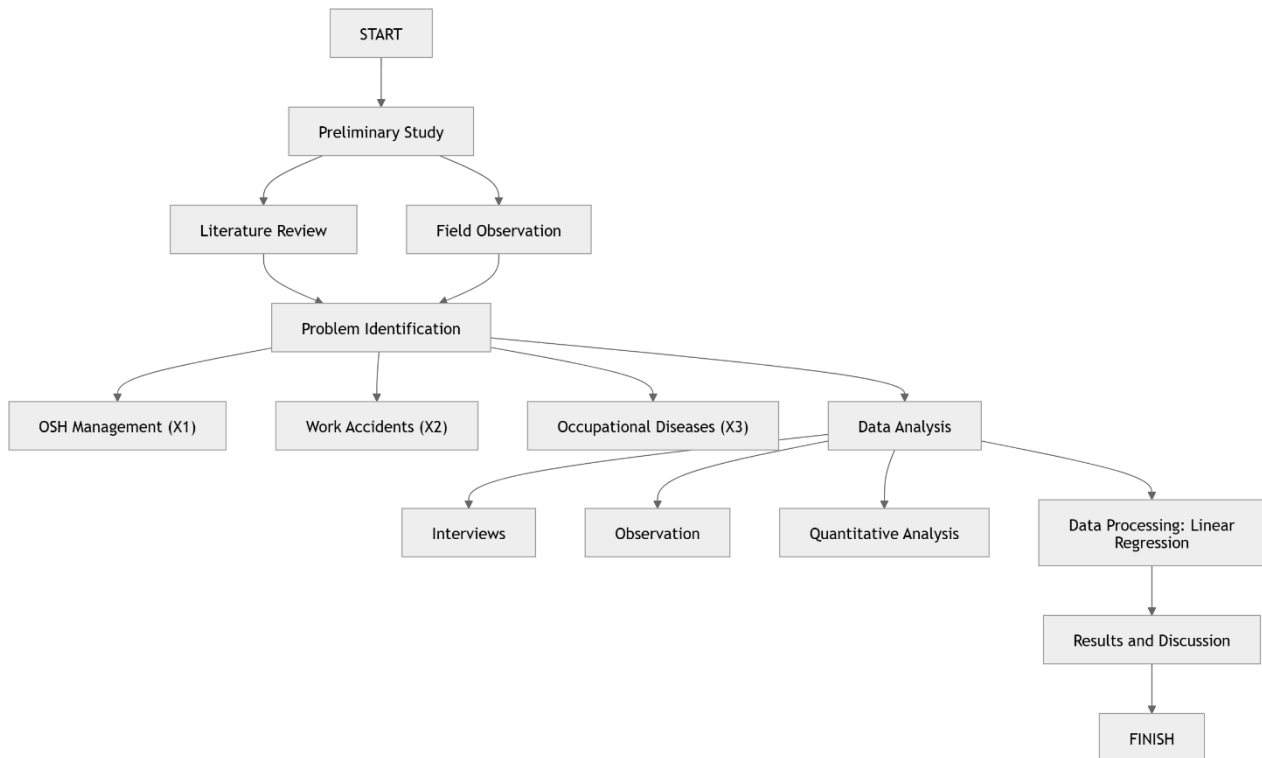 START
Preliminary Study
Literature Review
Field Observation
Problem Identification
OSH Management (X1)
Work Accidents (X2)
Occupational Diseases (X3)
Data Analysis
Interviews
Observation
Quantitative Analysis
Data Processing: Linear
Regression
Results and Discussion
FINISH